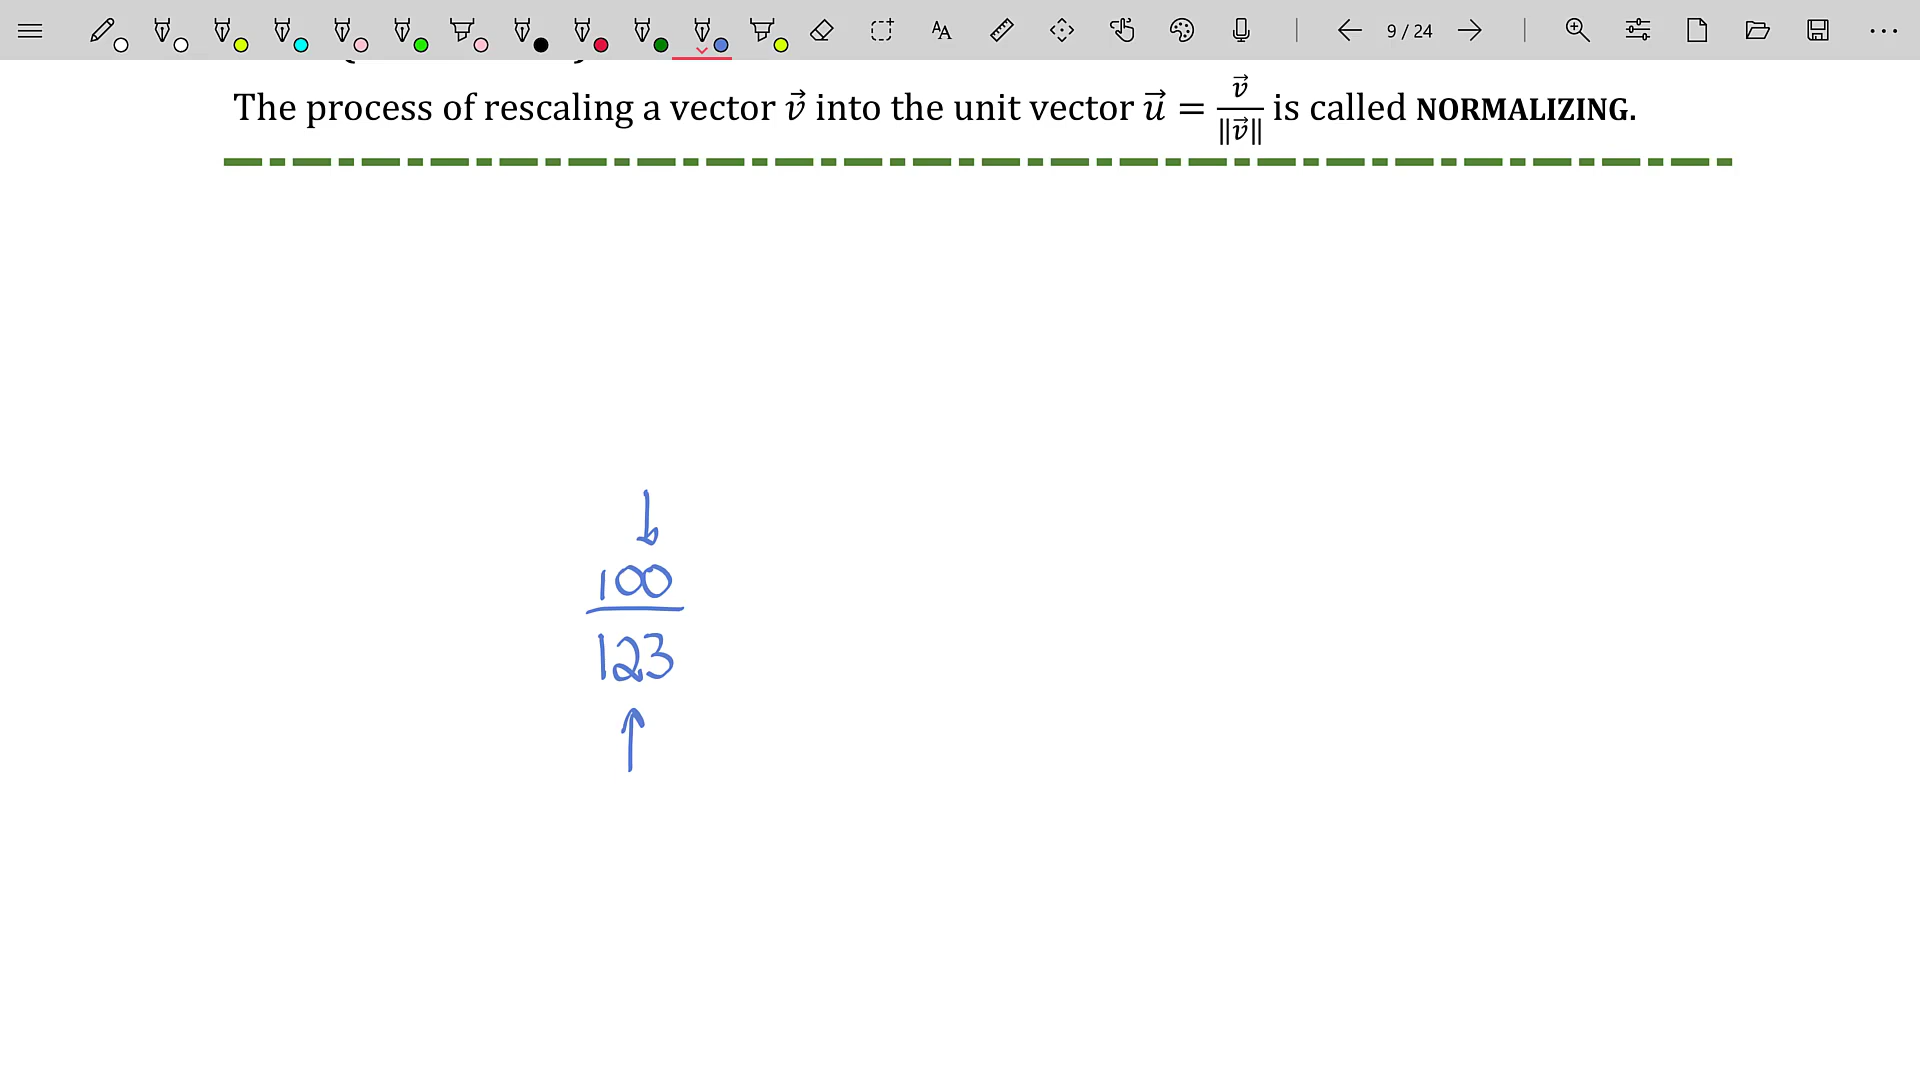 9 / 24
The process of rescaling a vector v⃗ into the unit vector u⃗ = v⃗/‖v⃗‖ is called NORMALIZING.
100
123